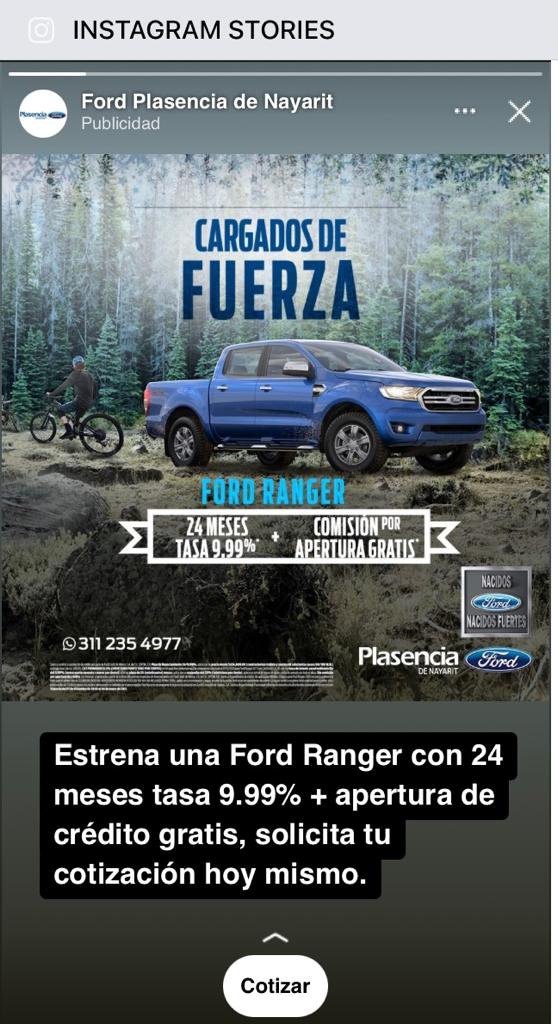 INSTAGRAM STORIES
Ford Plasencia de Nayarit
Publicidad
CARGADOS DE
FUERZA
FORD RANGER
24 MESES
TASA 9.99%*
+
COMISIÓN POR
APERTURA GRATIS*
NACIDOS
Ford
NACIDOS FUERTES
311 235 4977
Plasencia
DE NAYARIT
Ford
Estrena una Ford Ranger con 24
meses tasa 9.99% + apertura de
crédito gratis, solicita tu
cotización hoy mismo.
Cotizar